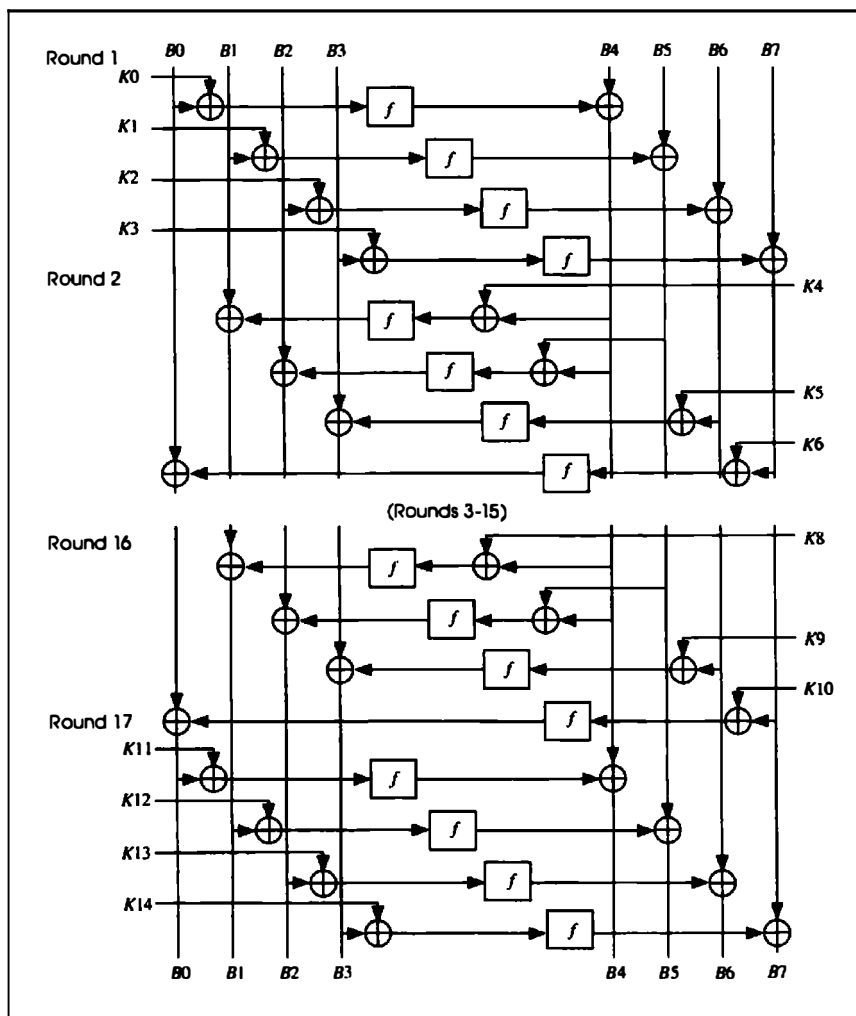 B0 B1 B2 B3 B4 B5 B6 B7
Round 1
K0
f
K1
f
K2
f
K3
f
Round 2
K4
f
f
K5
f
K6
f
(Rounds 3-15)
Round 16
K8
f
f
K9
f
K10
Round 17
f
K11
f
K12
f
K13
f
K14
f
B0 B1 B2 B3 B4 B5 B6 B7